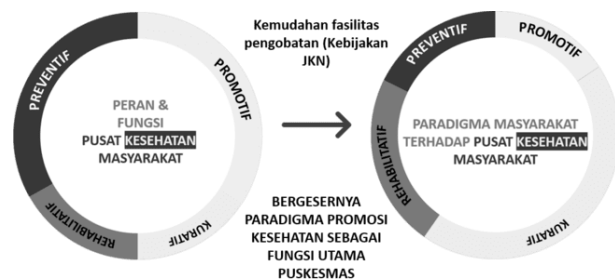 PREVENTIF
PROMOTIF
PERAN &
FUNGSI
PUSAT KESEHATAN
MASYARAKAT
REHABILITATIF
KURATIF
Kemudahan fasilitas
pengobatan (Kebijakan
JKN)
BERGESERNYA
PARADIGMA PROMOSI
KESEHATAN SEBAGAI
FUNGSI UTAMA
PUSKESMAS
PREVENTIF
PROMOTIF
PARADIGMA MASYARAKAT
TERHADAP PUSAT KESEHATAN
MASYARAKAT
REHABILITATIF
KURATIF